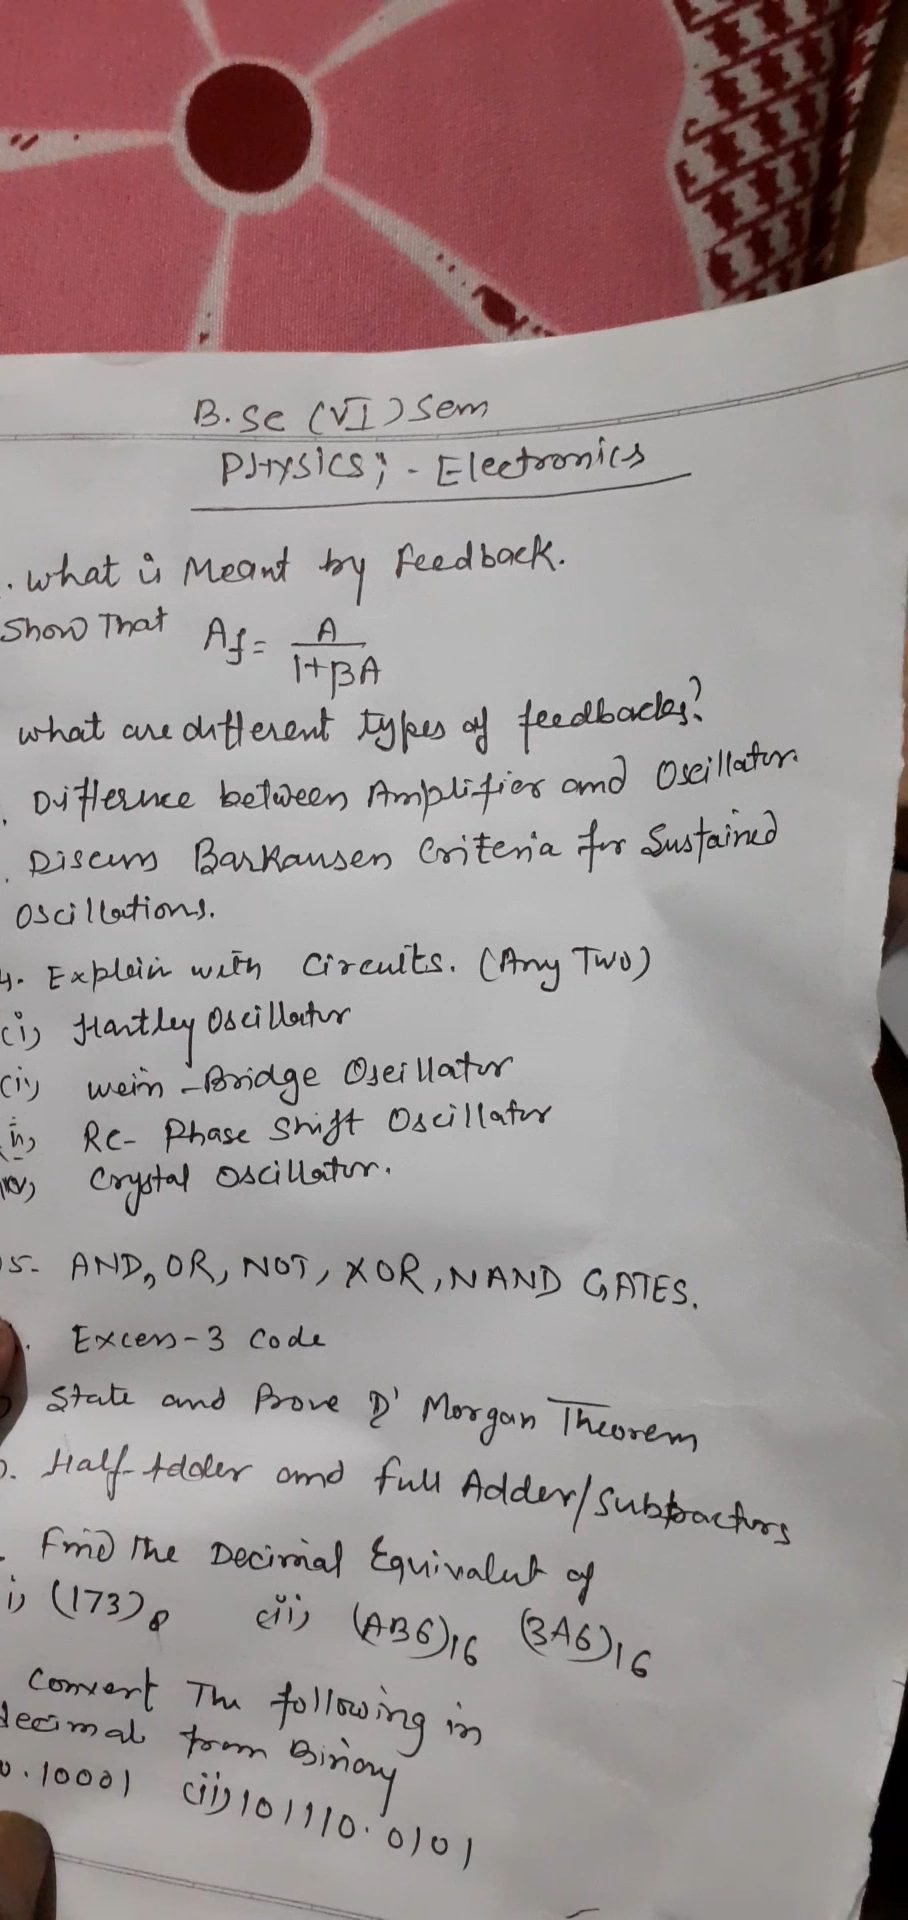 B.Sc (VI) Sem
PHYSICS; - Electronics
. what is Meant by Feedback.
Show That Af = A / 1+βA
what are different types of feedbacks?
. Difference between Amplifier and Oscillator.
. Discuss Barkausen Criteria for Sustained
Oscillations.
4. Explain with Circuits. (Any Two)
(i) Hartley Oscillator
(ii) wein-Bridge Oscillator
iii) RC- Phase Shift Oscillator
iv) Crystal Oscillator.
5- AND, OR, NOT, XOR, NAND GATES.
. Excess-3 Code
State and Prove D' Morgan Theorem
. Half-Adder and full Adder/Subtractors
- Find The Decimal Equivalent of
i) (173)8 (ii) (AB6)16 (3A6)16
Convert The following in
decimal from Binary
0.10001 (ii) 101110.0101